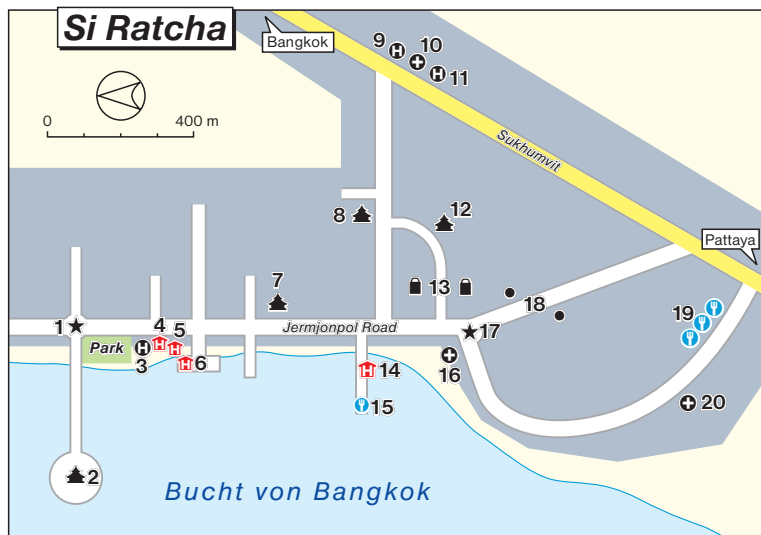 Si Ratcha
Bangkok
9
10
11
0
400 m
Sukhumvit
8
12
Pattaya
7
13
18
19
1
4
5
Jermjonpol Road
17
Park
3
6
14
16
15
20
2
Bucht von Bangkok